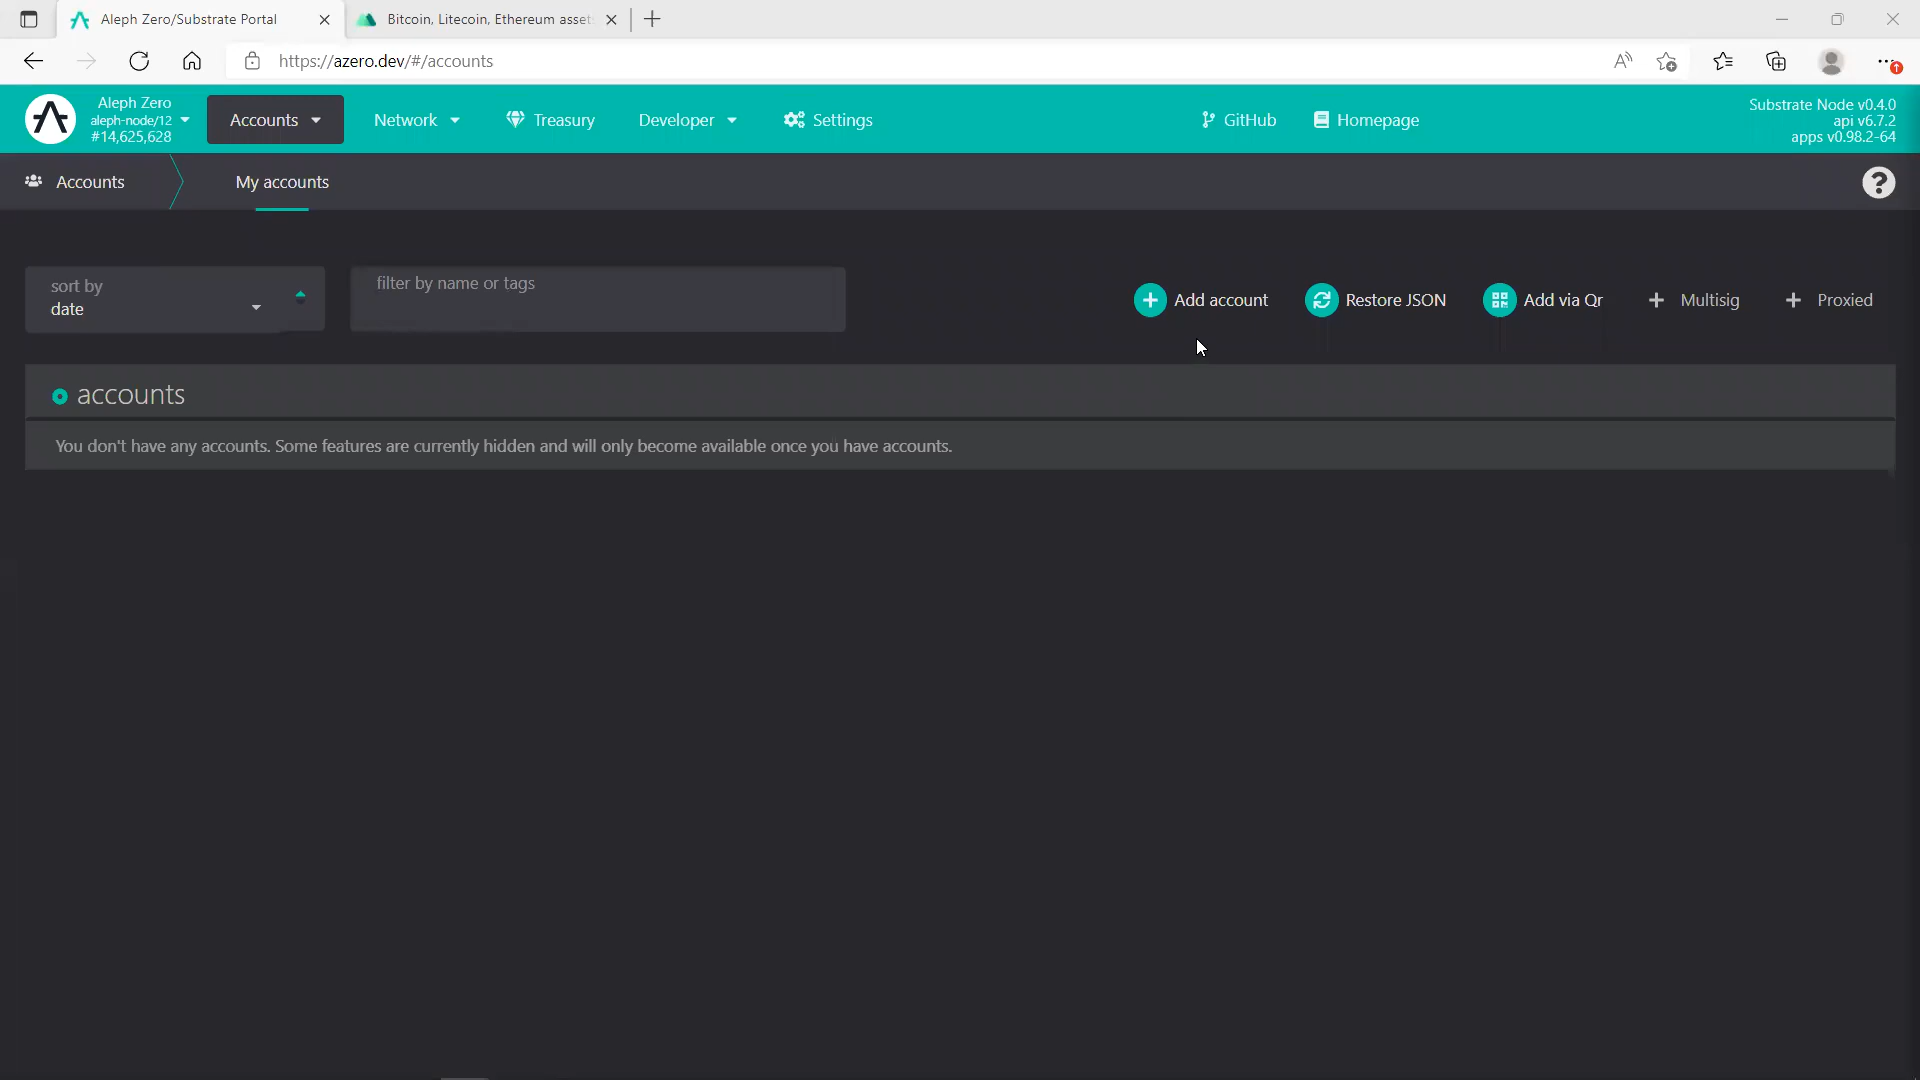 Aleph Zero/Substrate Portal
Bitcoin, Litecoin, Ethereum asset
https://azero.dev/#/accounts
Aleph Zero
aleph-node/12
#14,625,628
Accounts
Network
Treasury
Developer
Settings
GitHub
Homepage
Substrate Node v0.4.0
api v6.7.2
apps v0.98.2-64
Accounts
My accounts
sort by
date
filter by name or tags
Add account
Restore JSON
Add via Qr
Multisig
Proxied
accounts
You don't have any accounts. Some features are currently hidden and will only become available once you have accounts.